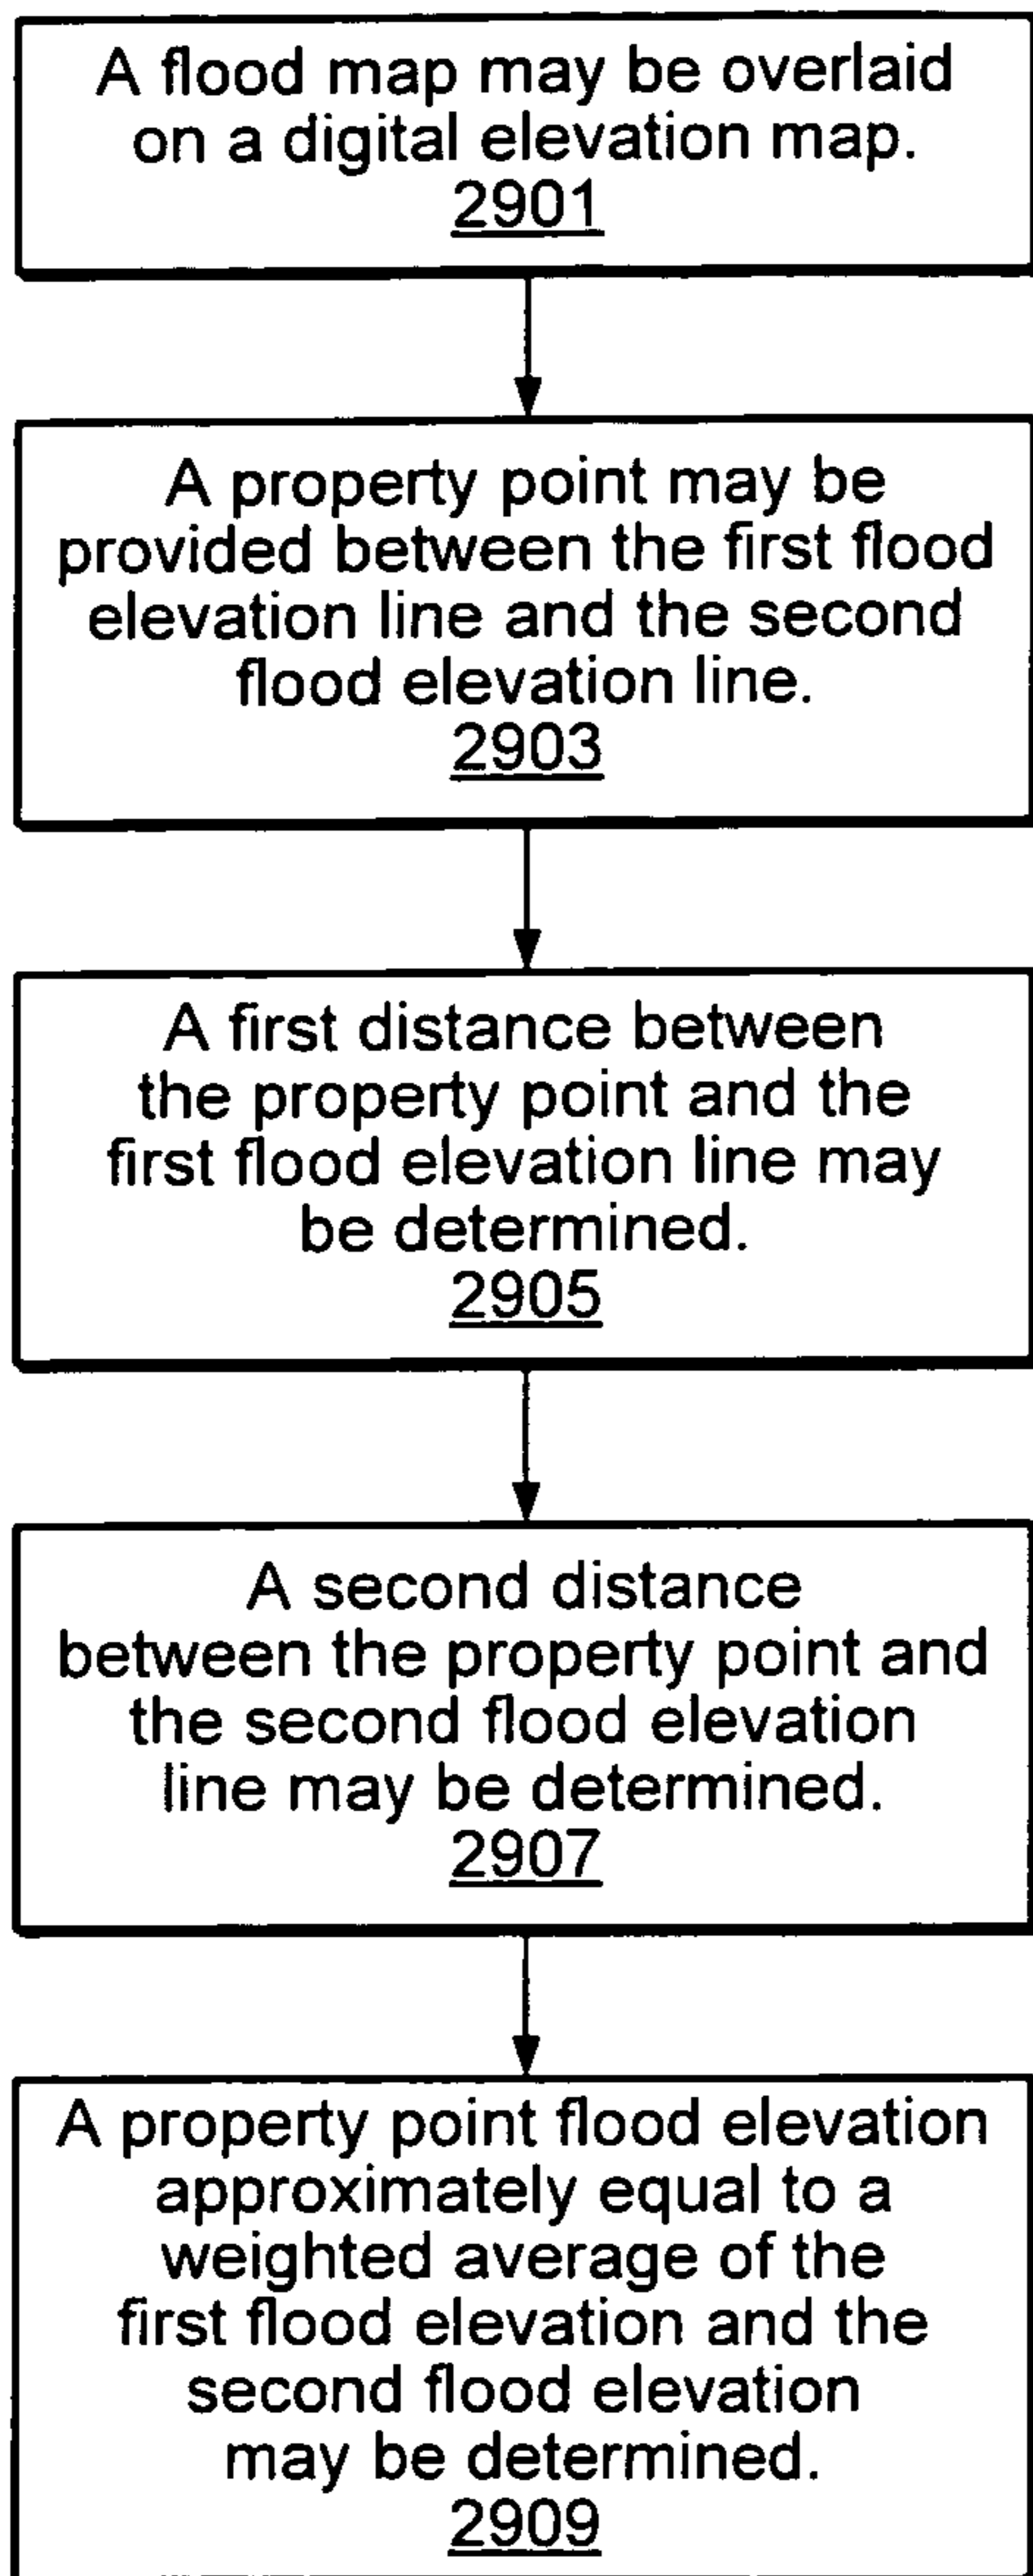 A flood map may be overlaid
on a digital elevation map.
2901
A property point may be
provided between the first flood
elevation line and the second
flood elevation line.
2903
A first distance between
the property point and the
first flood elevation line may
be determined.
2905
A second distance
between the property point and
the second flood elevation
line may be determined.
2907
A property point flood elevation
approximately equal to a
weighted average of the
first flood elevation and the
second flood elevation
may be determined.
2909